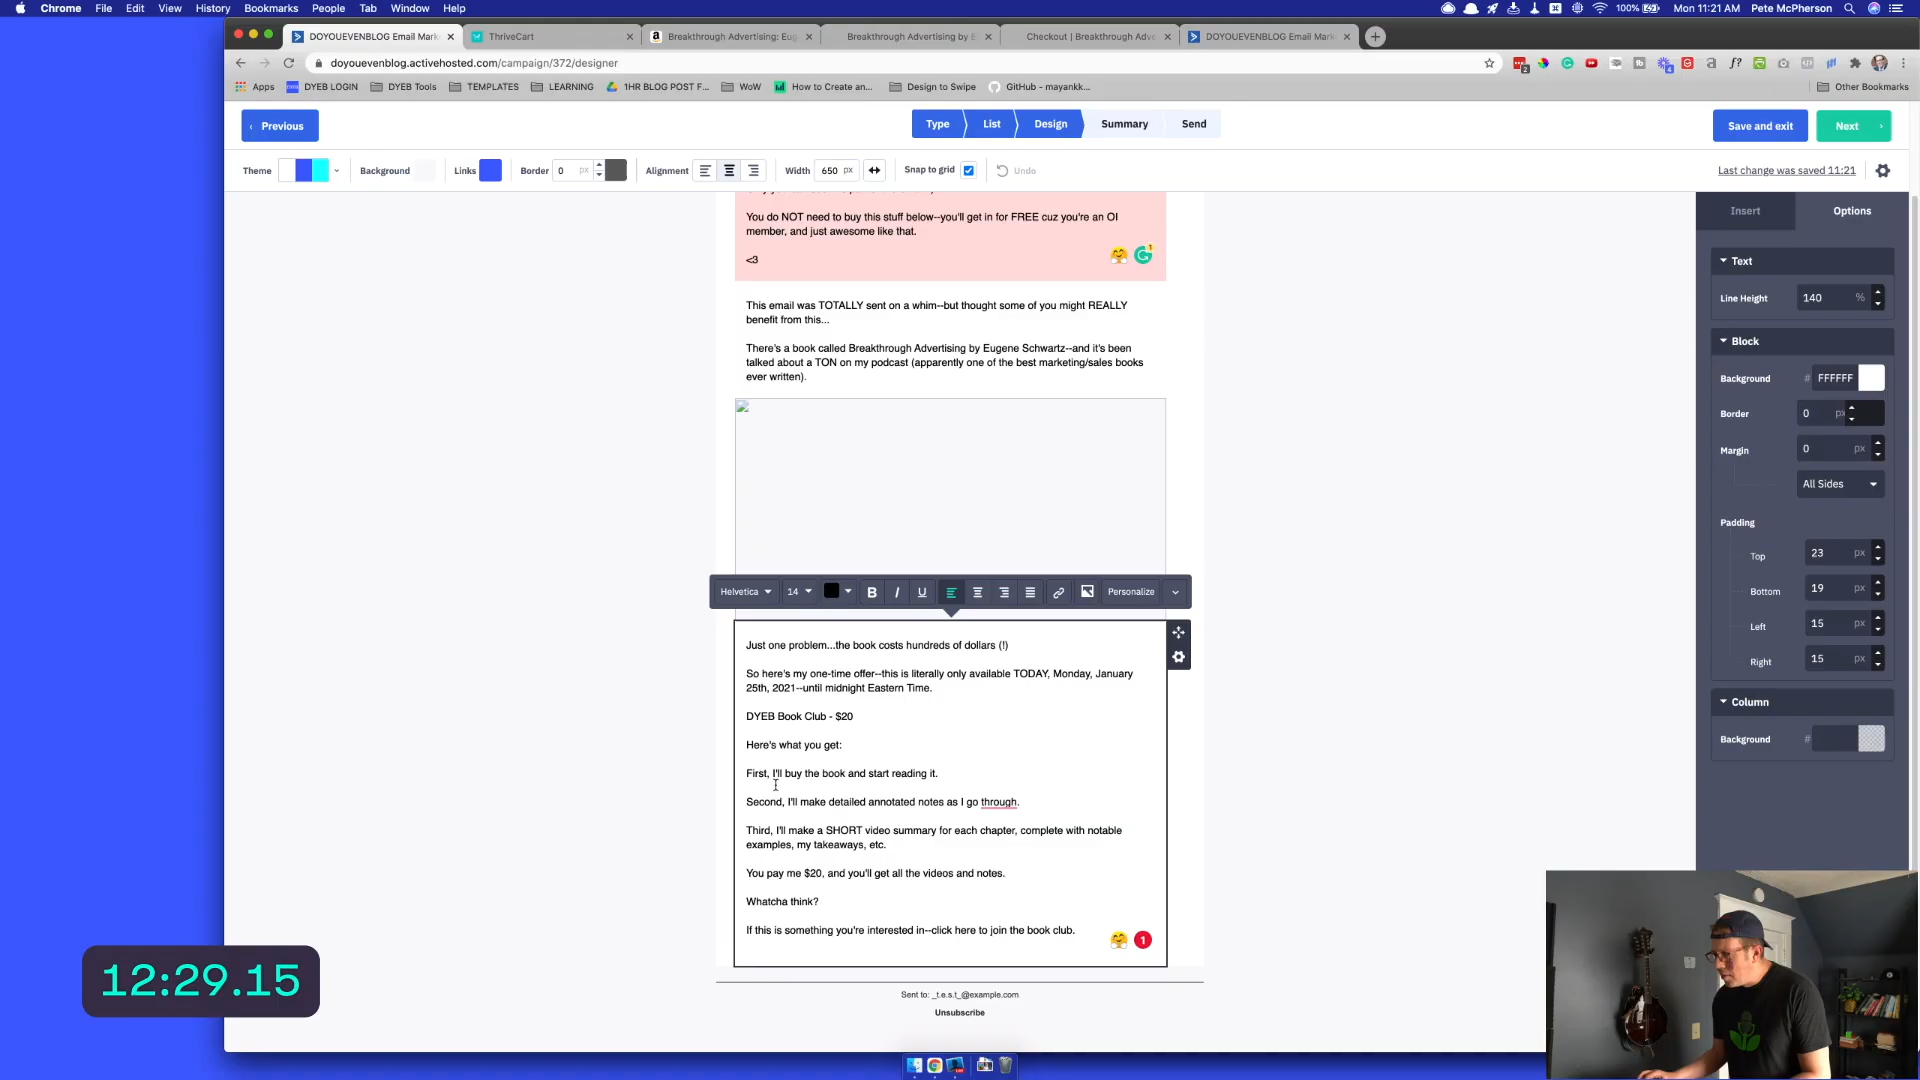 Chrome File Edit View History Bookmarks People Tab Window Help
100% Mon 11:21 AM Pete McPherson
DOYOUEVENBLOG Email Mark
ThriveCart
Breakthrough Advertising: Eug
Breakthrough Advertising by E
Checkout | Breakthrough Adv
DOYOUEVENBLOG Email Mark
doyouevenblog.activehosted.com/campaign/372/designer
Apps DYEB LOGIN DYEB Tools TEMPLATES LEARNING 1HR BLOG POST F... WoW How to Create an... Design to Swipe GitHub - mayankk... Other Bookmarks
Previous
Type List Design Summary Send
Save and exit
Next
Theme Background Links Border 0 px Alignment Width 650 px Snap to grid Undo
Last change was saved 11:21
You do NOT need to buy this stuff below--you'll get in for FREE cuz you're an OI
member, and just awesome like that.
<3
This email was TOTALLY sent on a whim--but thought some of you might REALLY
benefit from this...
There's a book called Breakthrough Advertising by Eugene Schwartz--and it's been
talked about a TON on my podcast (apparently one of the best marketing/sales books
ever written).
Helvetica 14 B I U Personalize
Just one problem...the book costs hundreds of dollars (!)
So here's my one-time offer--this is literally only available TODAY, Monday, January
25th, 2021--until midnight Eastern Time.
DYEB Book Club - $20
Here's what you get:
First, I'll buy the book and start reading it.
Second, I'll make detailed annotated notes as I go through.
Third, I'll make a SHORT video summary for each chapter, complete with notable
examples, my takeaways, etc.
You pay me $20, and you'll get all the videos and notes.
Whatcha think?
If this is something you're interested in--click here to join the book club.
1
Sent to: _t.e.s.t_@example.com
Unsubscribe
Insert Options
Text
Line Height 140 %
Block
Background # FFFFFF
Border 0 px
Margin 0 px
All Sides
Padding
Top 23 px
Bottom 19 px
Left 15 px
Right 15 px
Column
Background #
12:29.15